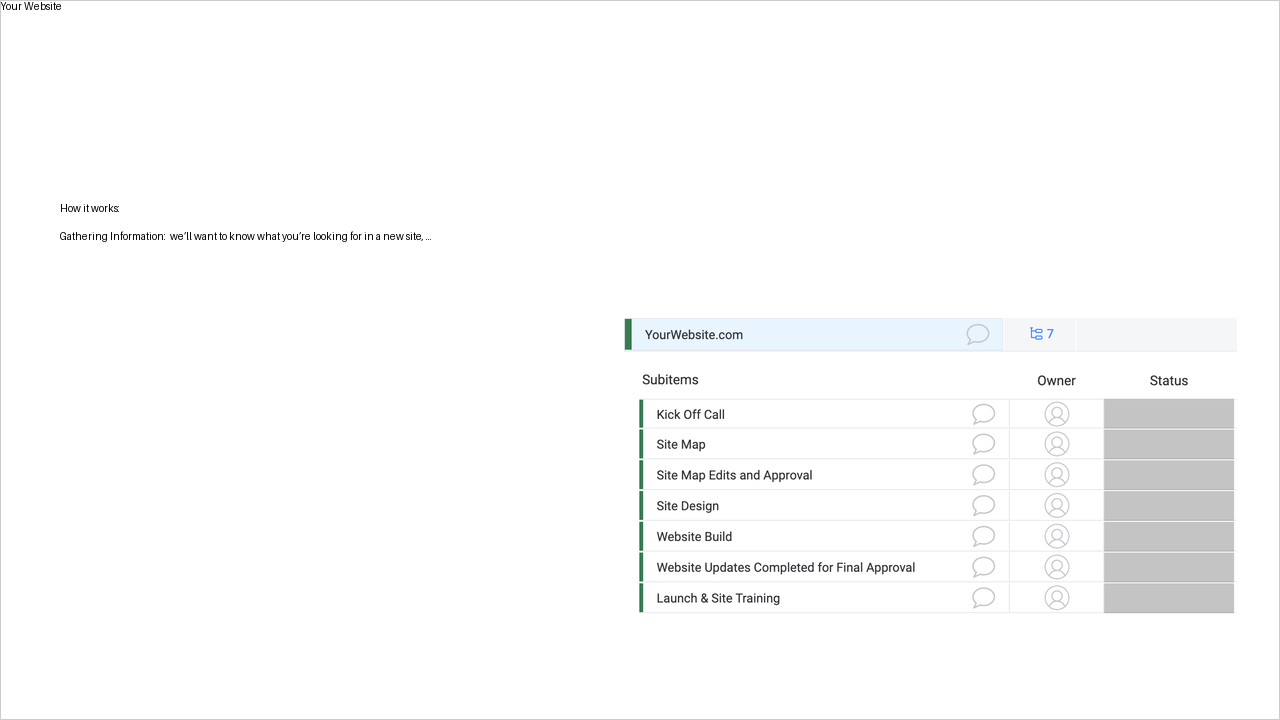 Your Website
How it works:
Gathering Information:  we’ll want to know what you’re looking for in a new site, ...
YourWebsite.com 7
Subitems Owner Status
Kick Off Call
Site Map
Site Map Edits and Approval
Site Design
Website Build
Website Updates Completed for Final Approval
Launch & Site Training